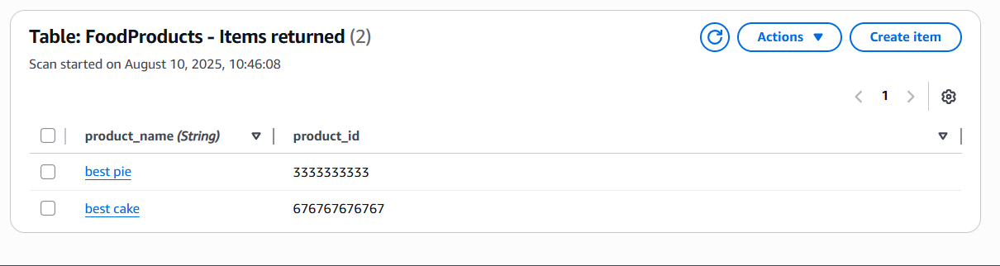 Table: FoodProducts - Items returned (2)
Actions
Create item
Scan started on August 10, 2025, 10:46:08
1
product_name (String) product_id
best pie 3333333333
best cake 676767676767